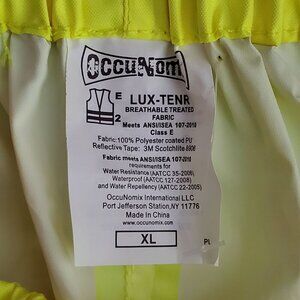 OccuNomix
E
2
LUX-TENR
BREATHABLE TREATED
FABRIC
Meets ANSI/ISEA 107-2010
Class E
Fabric: 100% Polyester coated PU
Reflective Tape: 3M Scotchlite 8906
Fabric meets ANSI/ISEA 107-2010
requirements for
Water Resistance (AATCC 35-2006)
Waterproof (AATCC 127-2008)
and Water Repellency (AATCC 22-2005)
OccuNomix International LLC
Port Jefferson Station, NY 11776
Made In China
www.occunomix.com
XL
PL